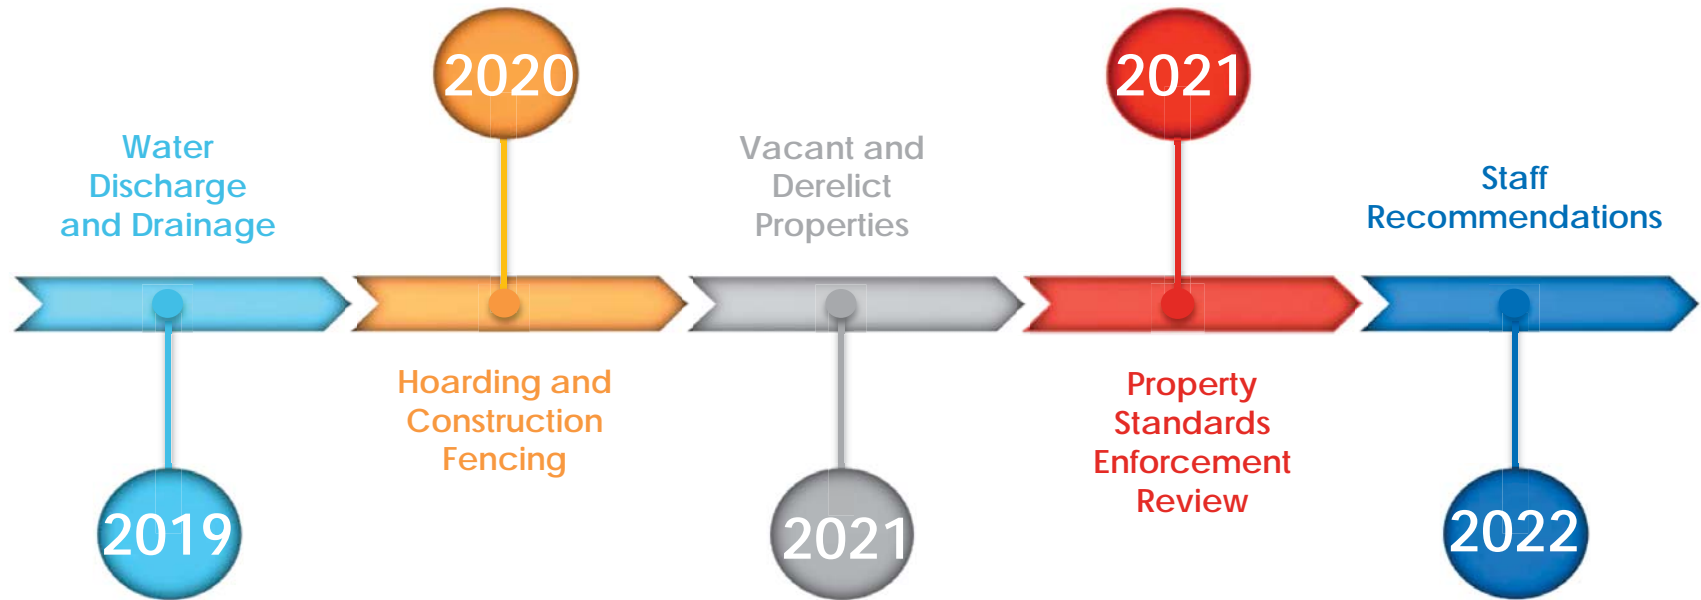 Water
Discharge
and Drainage
2019
2020
Hoarding and
Construction
Fencing
Vacant and
Derelict
Properties
2021
2021
Property
Standards
Enforcement
Review
Staff
Recommendations
2022